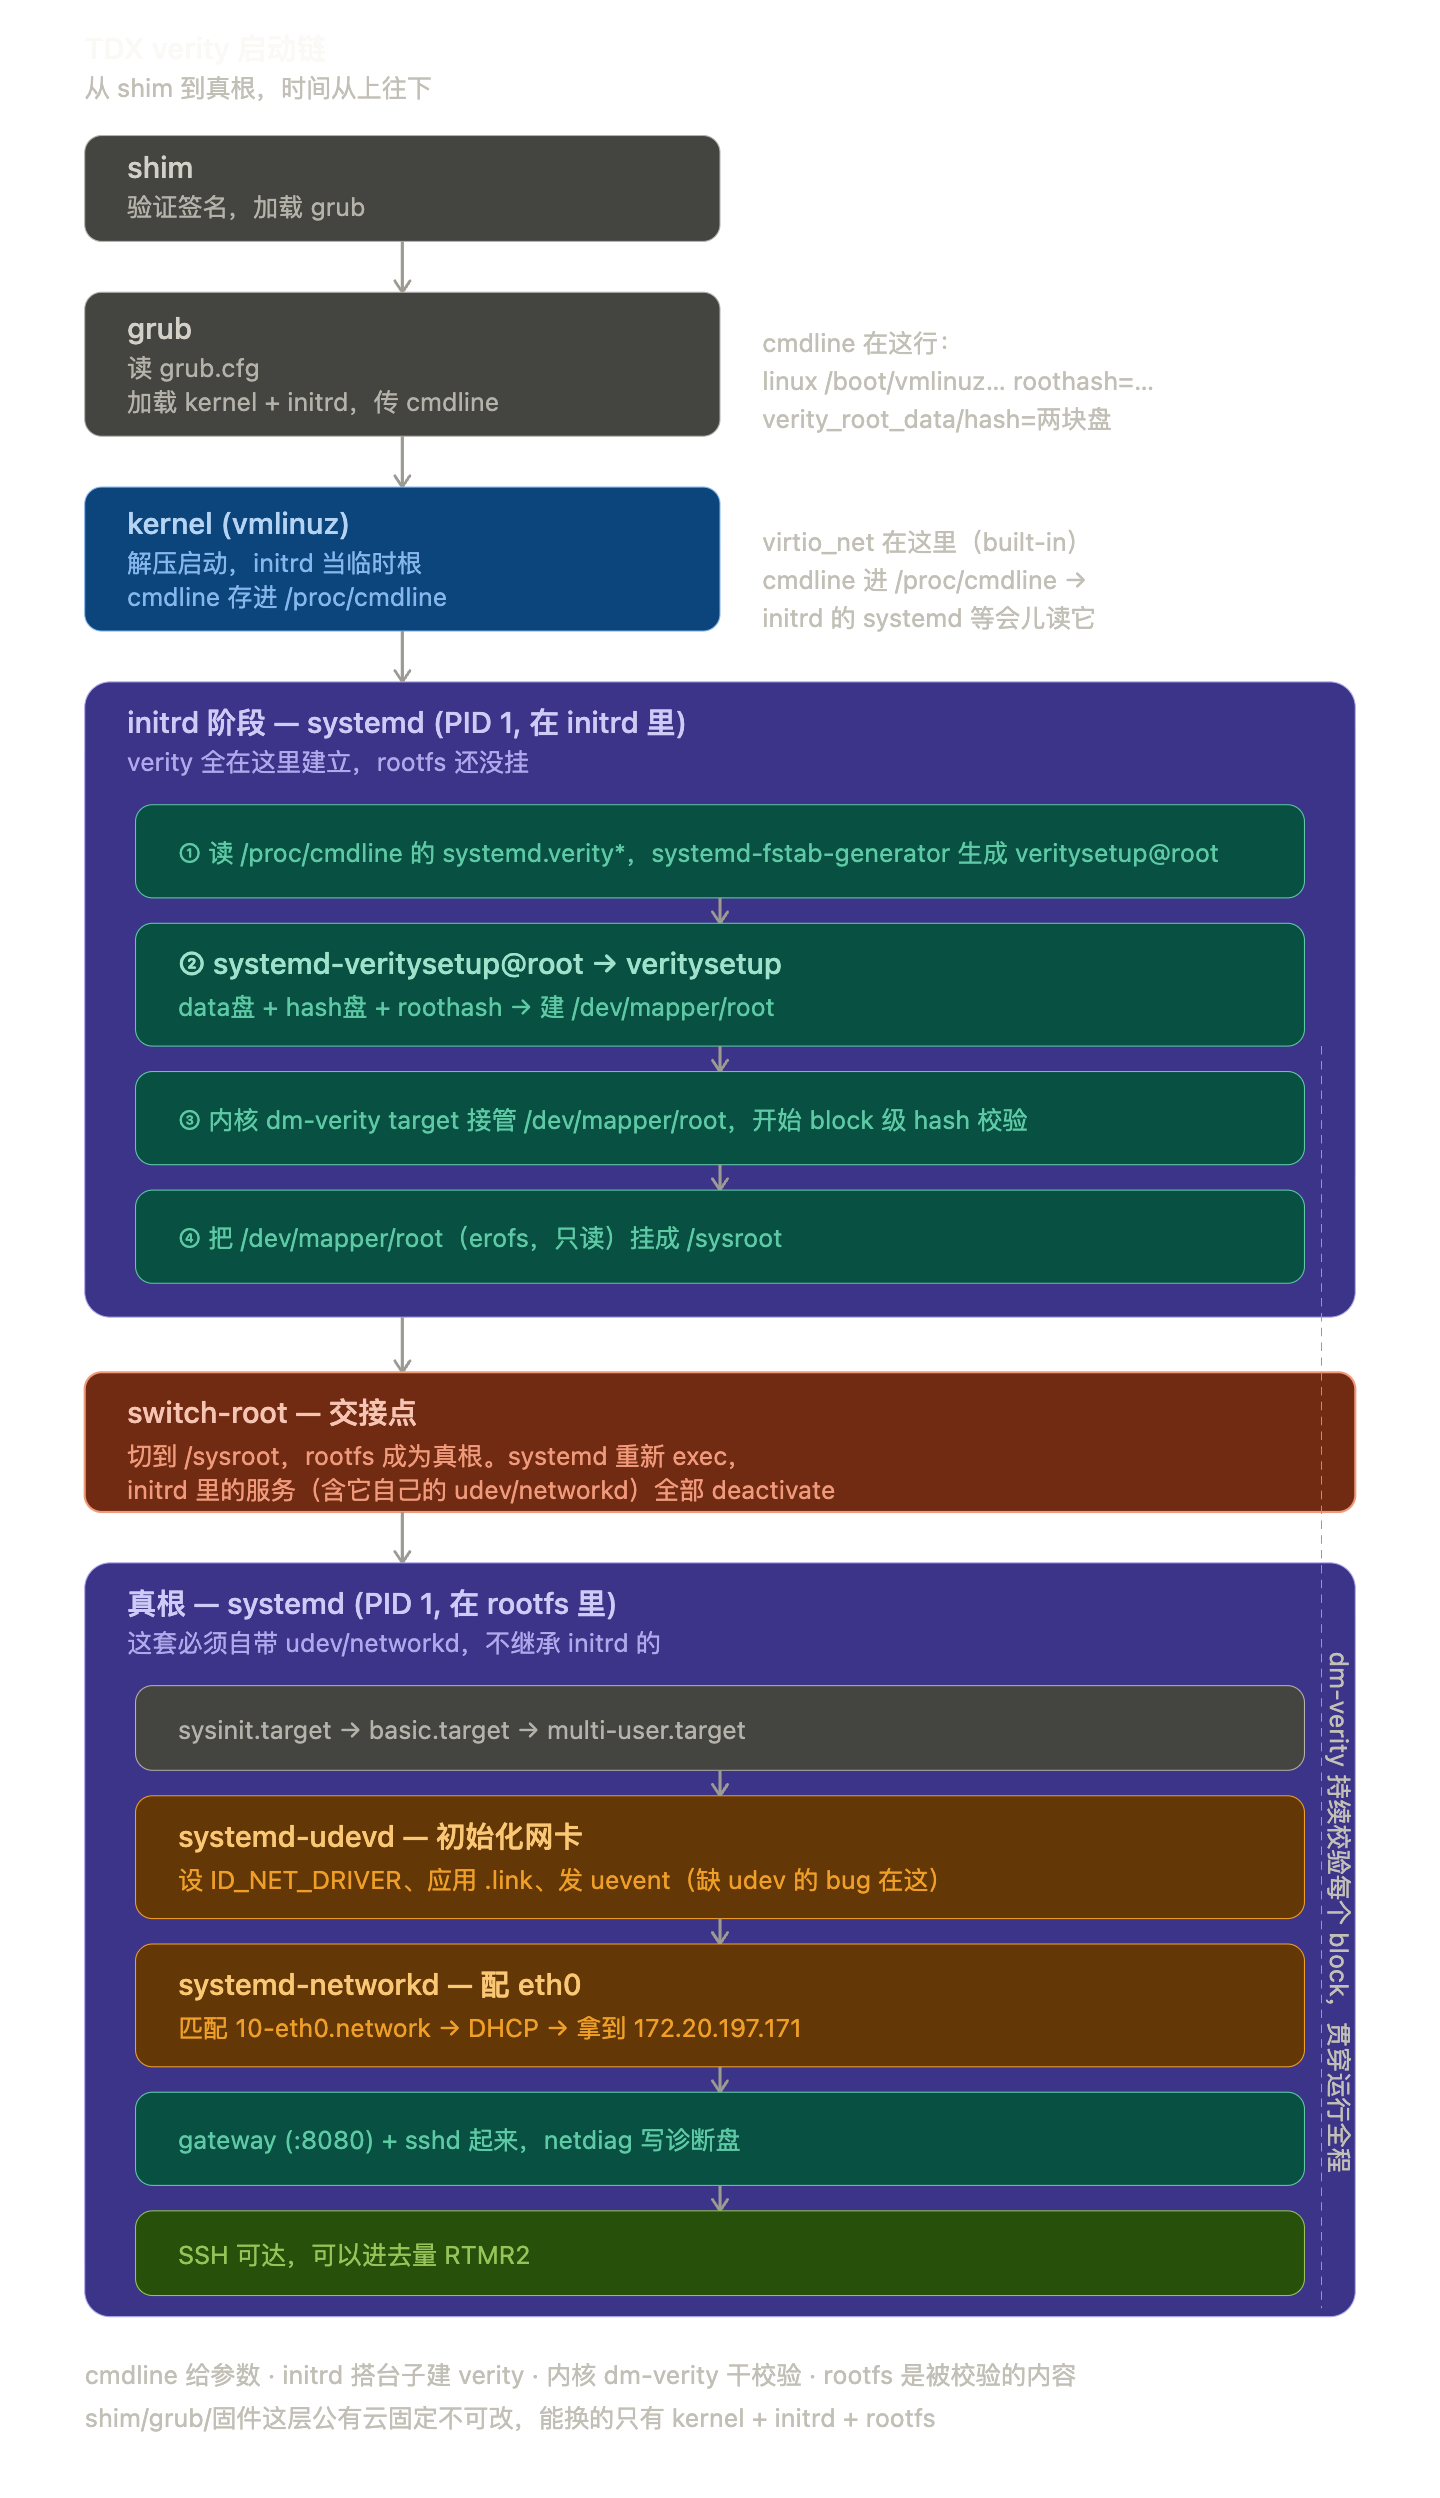 TDX verity 启动链
从 shim 到真根，时间从上往下
shim
验证签名，加载 grub
grub
读 grub.cfg
加载 kernel + initrd，传 cmdline
cmdline 在这行：
linux /boot/vmlinuz... roothash=...
verity_root_data/hash=两块盘
kernel (vmlinuz)
解压启动，initrd 当临时根
cmdline 存进 /proc/cmdline
virtio_net 在这里（built-in）
cmdline 进 /proc/cmdline →
initrd 的 systemd 等会儿读它
initrd 阶段 — systemd (PID 1, 在 initrd 里)
verity 全在这里建立，rootfs 还没挂
① 读 /proc/cmdline 的 systemd.verity*，systemd-fstab-generator 生成 veritysetup@root
② systemd-veritysetup@root → veritysetup
data盘 + hash盘 + roothash → 建 /dev/mapper/root
③ 内核 dm-verity target 接管 /dev/mapper/root，开始 block 级 hash 校验
④ 把 /dev/mapper/root（erofs，只读）挂成 /sysroot
switch-root — 交接点
切到 /sysroot，rootfs 成为真根。systemd 重新 exec，
initrd 里的服务（含它自己的 udev/networkd）全部 deactivate
真根 — systemd (PID 1, 在 rootfs 里)
这套必须自带 udev/networkd，不继承 initrd 的
sysinit.target → basic.target → multi-user.target
systemd-udevd — 初始化网卡
设 ID_NET_DRIVER、应用 .link、发 uevent（缺 udev 的 bug 在这）
systemd-networkd — 配 eth0
匹配 10-eth0.network → DHCP → 拿到 172.20.197.171
gateway (:8080) + sshd 起来，netdiag 写诊断盘
SSH 可达，可以进去量 RTMR2
dm-verity 持续校验每个 block，贯穿运行全程
cmdline 给参数 · initrd 搭台子建 verity · 内核 dm-verity 干校验 · rootfs 是被校验的内容
shim/grub/固件这层公有云固定不可改，能换的只有 kernel + initrd + rootfs